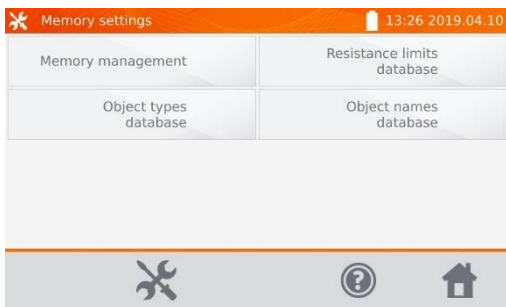 Memory settings
13:26 2019.04.10
Memory management
Resistance limits
database
Object types
database
Object names
database
?